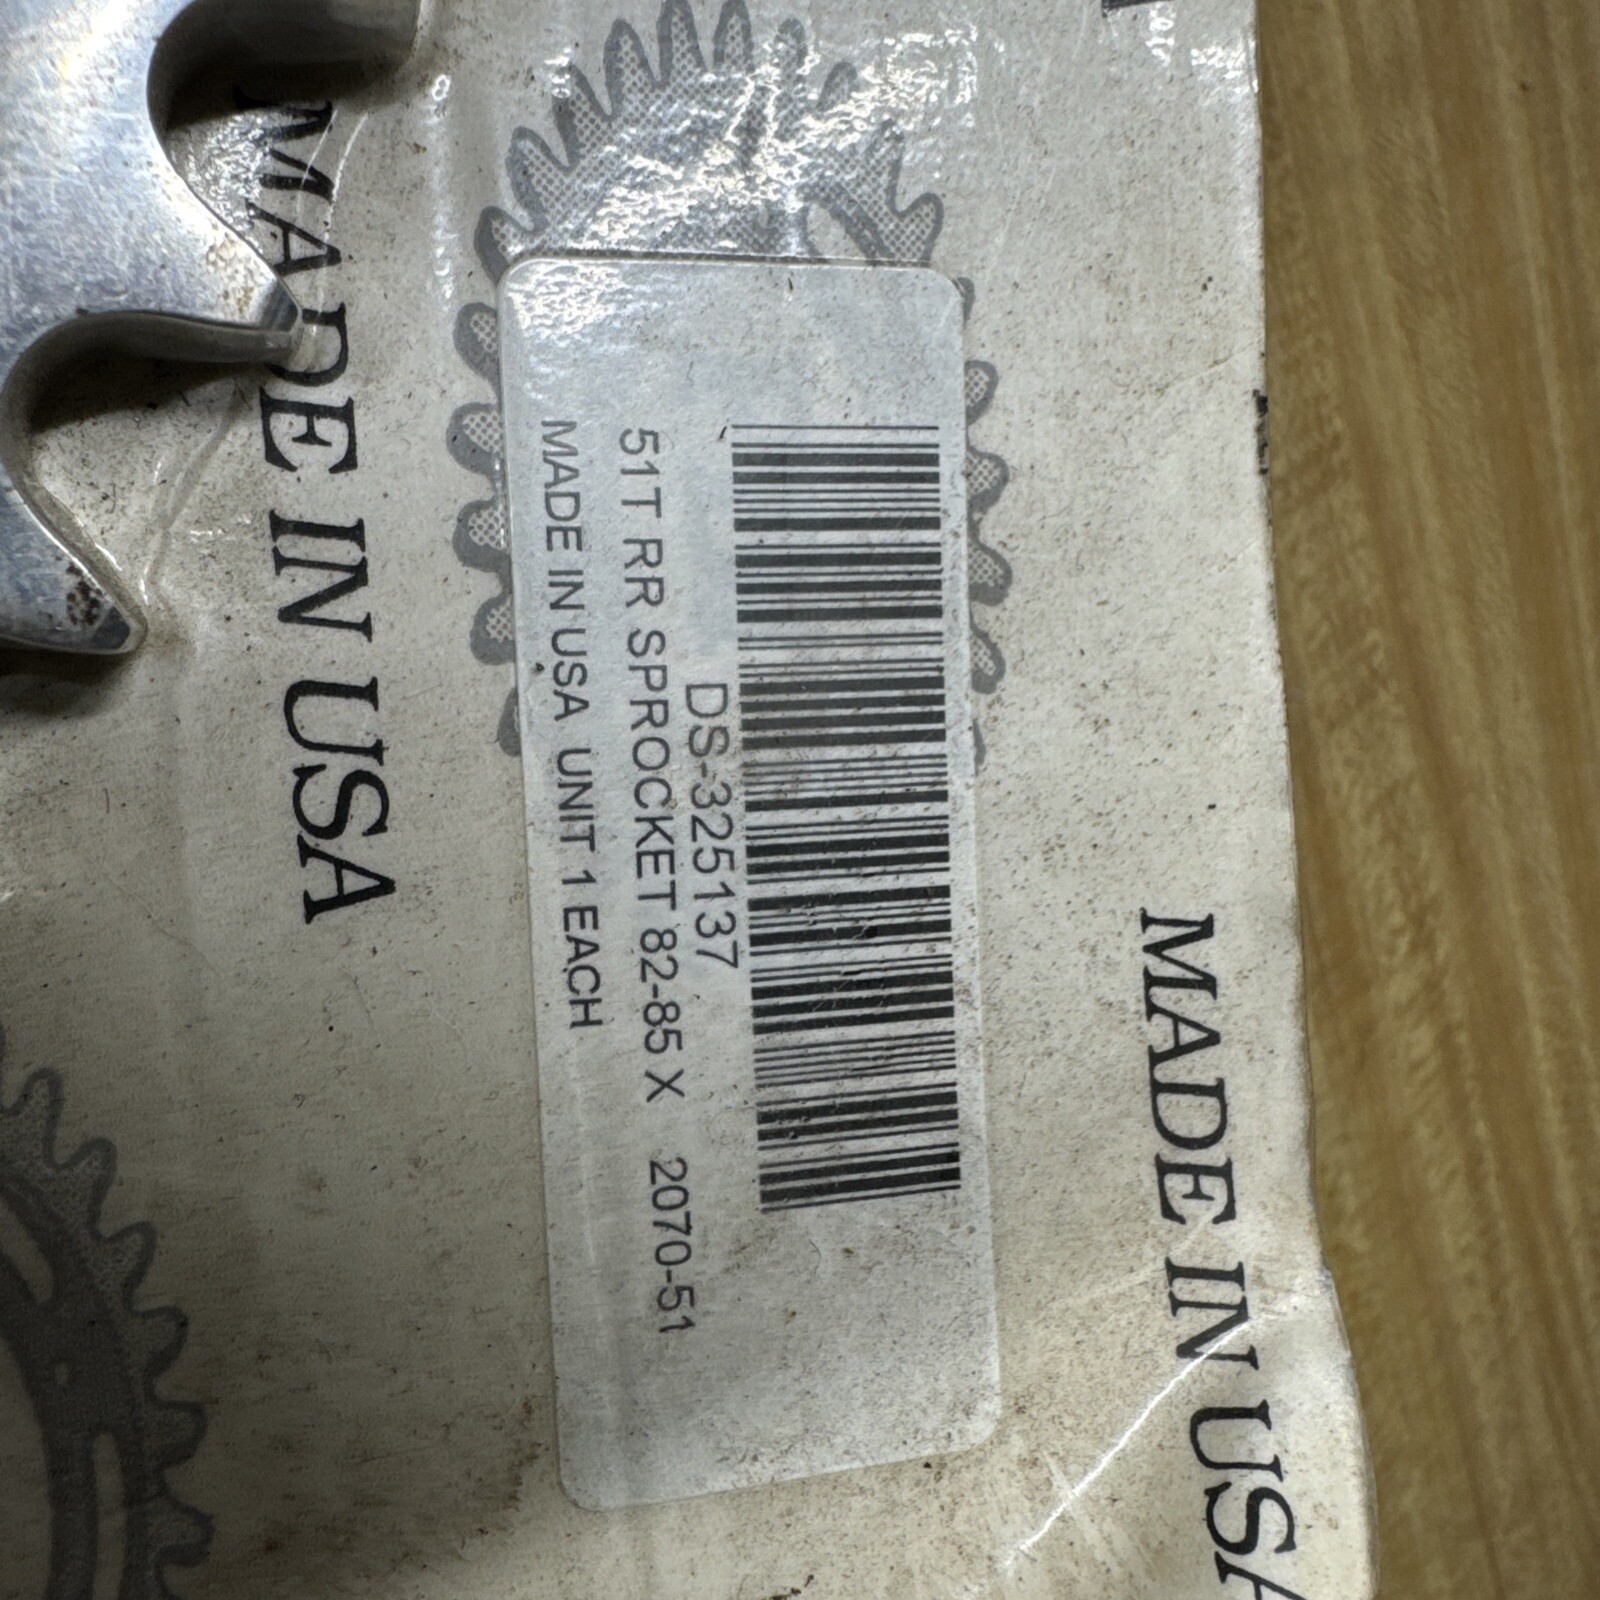 MADE IN USA
DS-325137
51T RR SPROCKET 82-85 X 2070-51
MADE IN USA UNIT 1 EACH
MADE IN USA